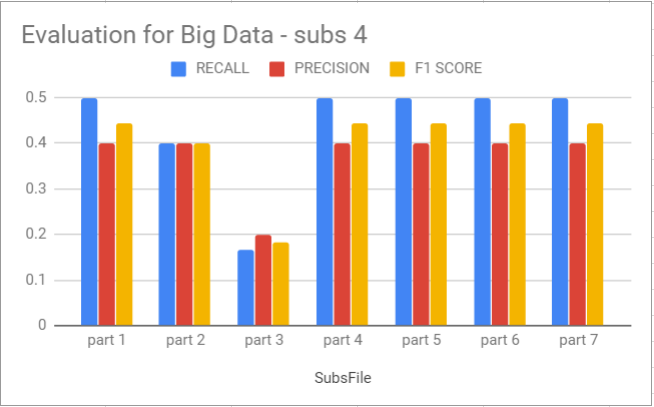 Evaluation for Big Data - subs 4
RECALL PRECISION F1 SCORE
0.5
0.4
0.3
0.2
0.1
0
part 1 part 2 part 3 part 4 part 5 part 6 part 7
SubsFile